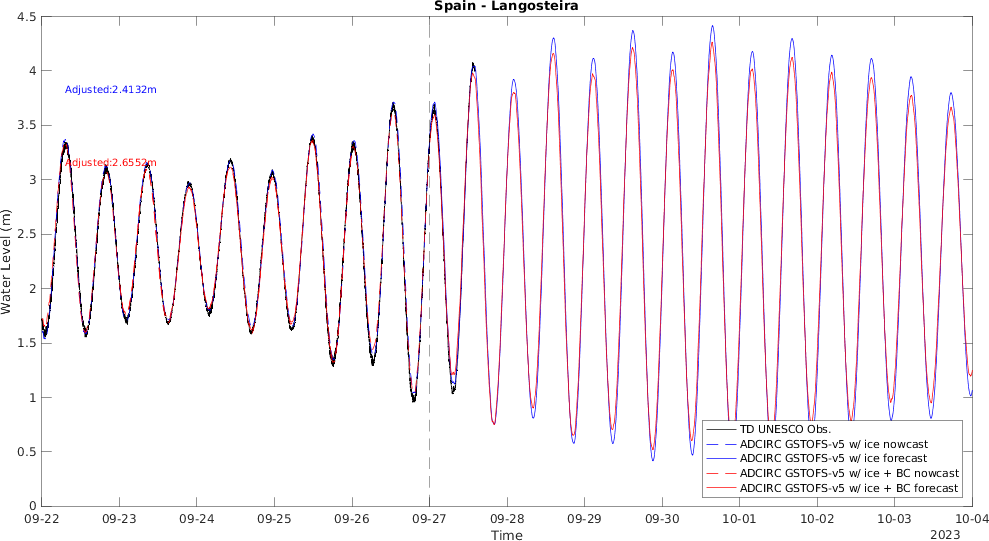 Spain - Langosteira
4.5
4
3.5
3
2.5
2
1.5
1
0.5
0
Water Level (m)
Adjusted:2.4132m
Adjusted:2.6552m
TD UNESCO Obs.
ADCIRC GSTOFS-v5 w/ ice nowcast
ADCIRC GSTOFS-v5 w/ ice forecast
ADCIRC GSTOFS-v5 w/ ice + BC nowcast
ADCIRC GSTOFS-v5 w/ ice + BC forecast
09-22 09-23 09-24 09-25 09-26 09-27 09-28 09-29 09-30 10-01 10-02 10-03 10-04
Time
2023